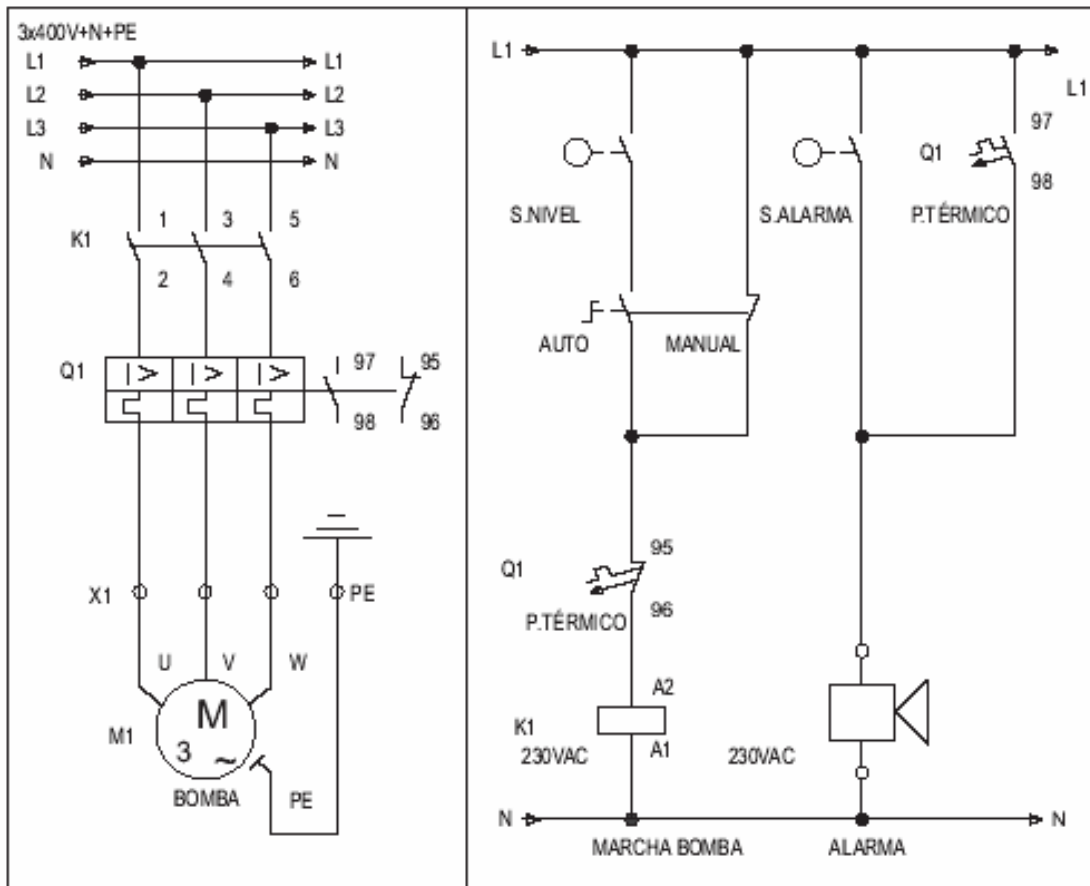 3x400V+N+PE
L1 L1
L2 L2
L3 L3
N N
1 3 5
K1
2 4 6
Q1
I> I> I>
97 95
98 96
X1 PE
U V W
M
3 ~
M1
BOMBA PE
L1 L1
97
Q1
98
S.NIVEL S.ALARMA P.TÉRMICO
AUTO MANUAL
95
Q1
96
P.TÉRMICO
A2
K1
A1
230VAC 230VAC
N N
MARCHA BOMBA ALARMA